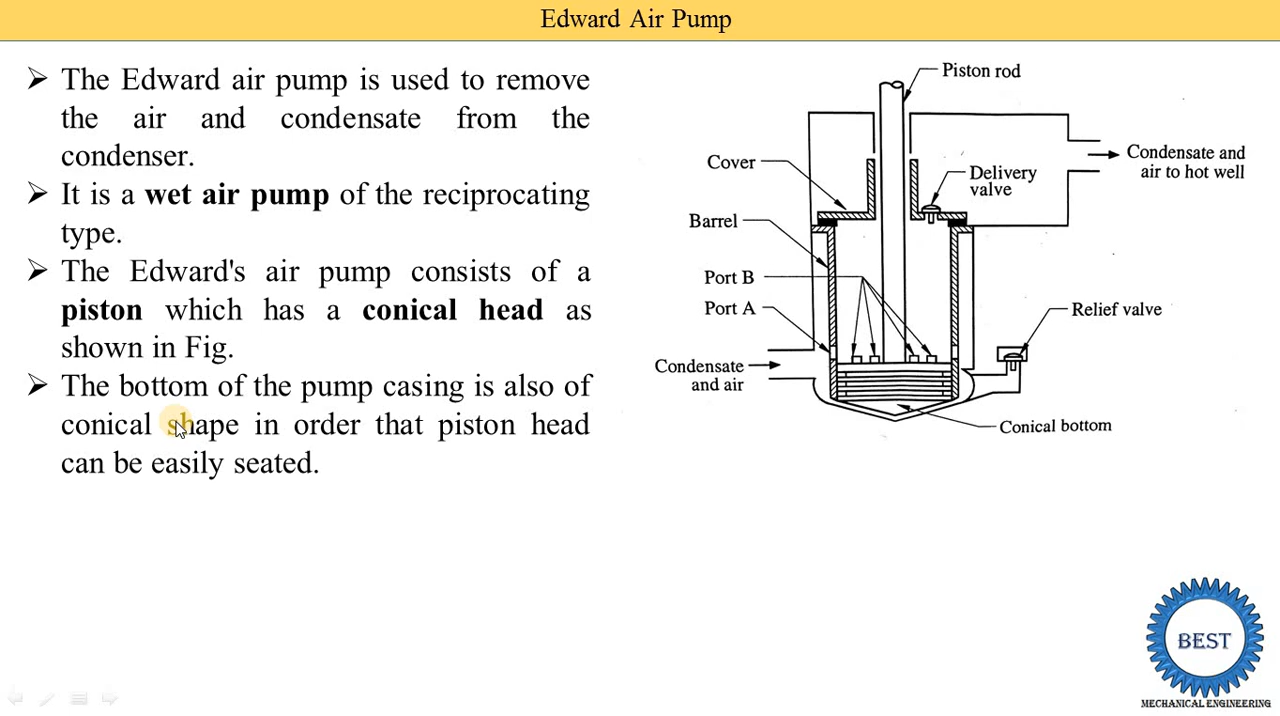 Edward Air Pump
➢ The Edward air pump is used to remove
the air and condensate from the
condenser.
➢ It is a wet air pump of the reciprocating
type.
➢ The Edward's air pump consists of a
piston which has a conical head as
shown in Fig.
➢ The bottom of the pump casing is also of
conical shape in order that piston head
can be easily seated.
Piston rod
Cover
Delivery
valve
Condensate and
air to hot well
Barrel
Port B
Port A
Relief valve
Condensate
and air
Conical bottom
BEST
MECHANICAL ENGINEERING